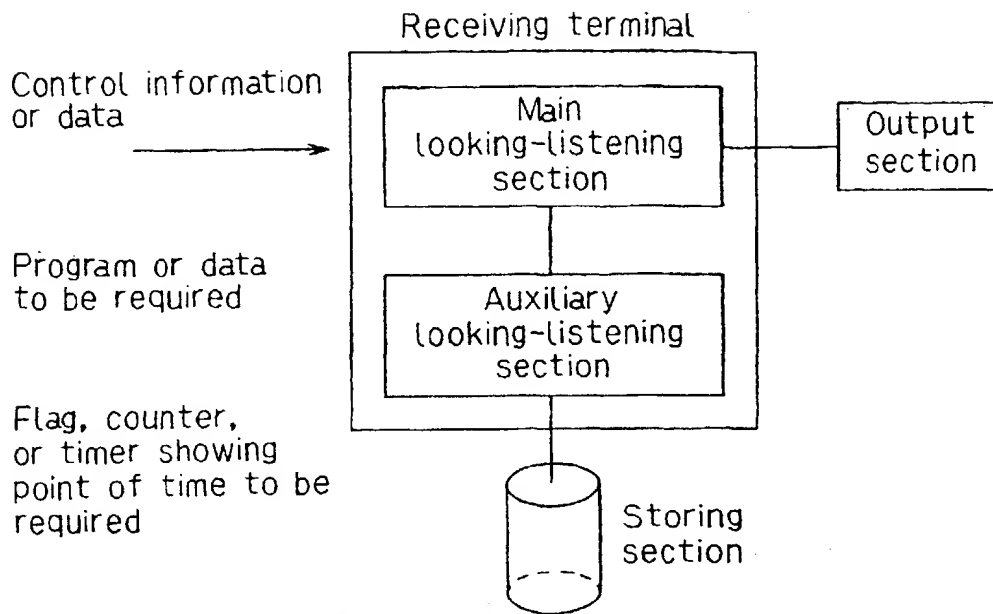 Receiving terminal
Control information
or data
Main
looking-listening
section
Output
section
Program or data
to be required
Auxiliary
looking-listening
section
Flag, counter,
or timer showing
point of time to be
required
Storing
section